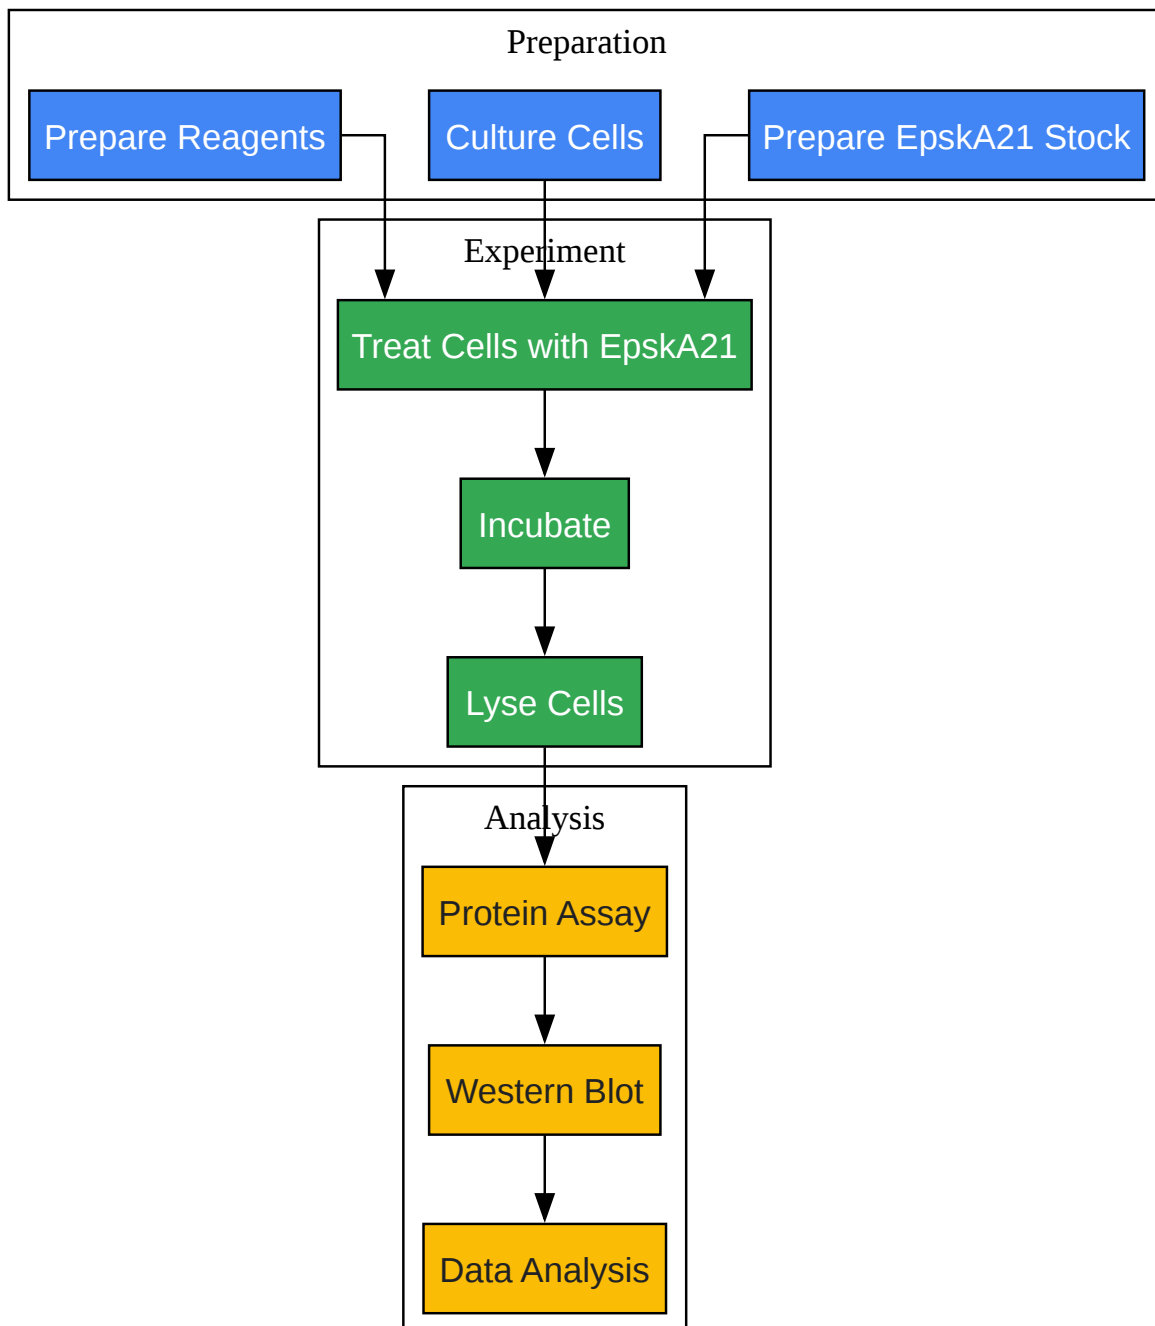 Preparation
Prepare Reagents
Culture Cells
Prepare EpskA21 Stock
Experiment
Treat Cells with EpskA21
Incubate
Lyse Cells
Analysis
Protein Assay
Western Blot
Data Analysis